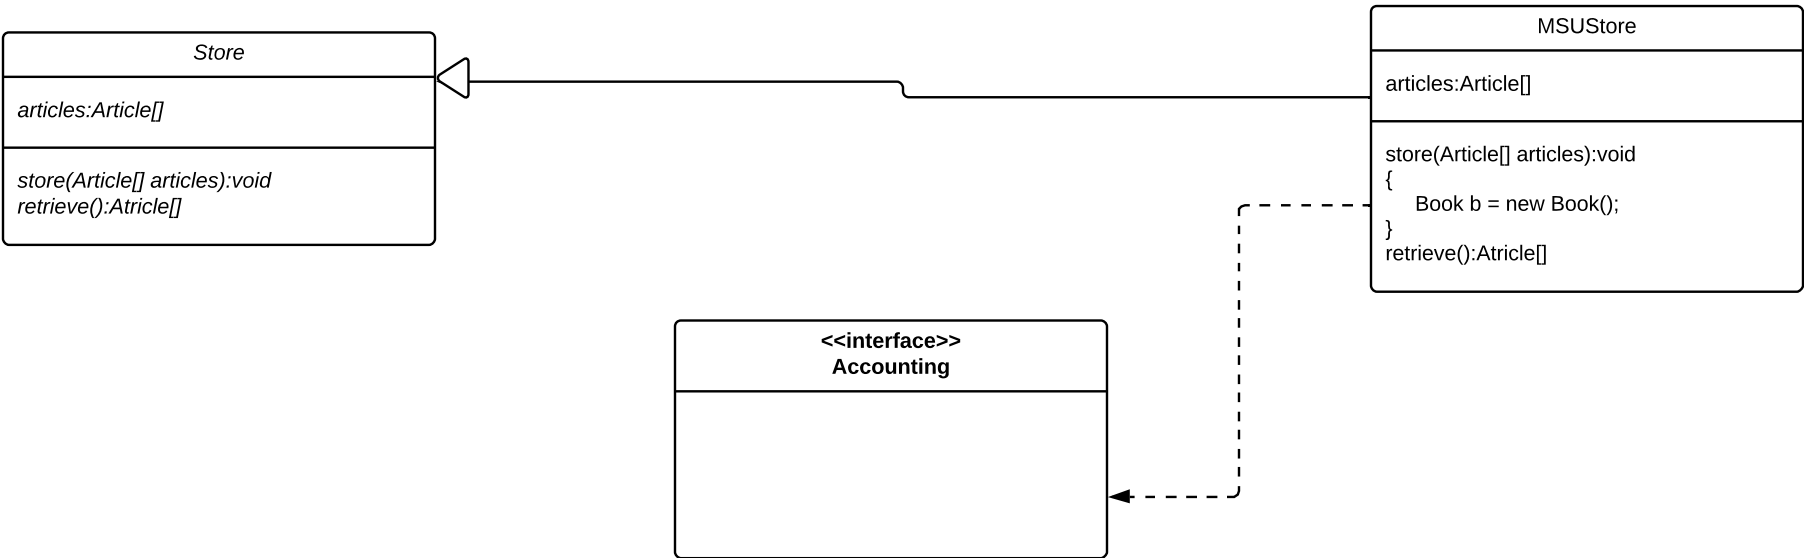 Store
articles:Article[]
store(Article[] articles):void
retrieve():Atricle[]
MSUStore
articles:Article[]
store(Article[] articles):void
{
Book b = new Book();
}
retrieve():Atricle[]
<<interface>>
Accounting